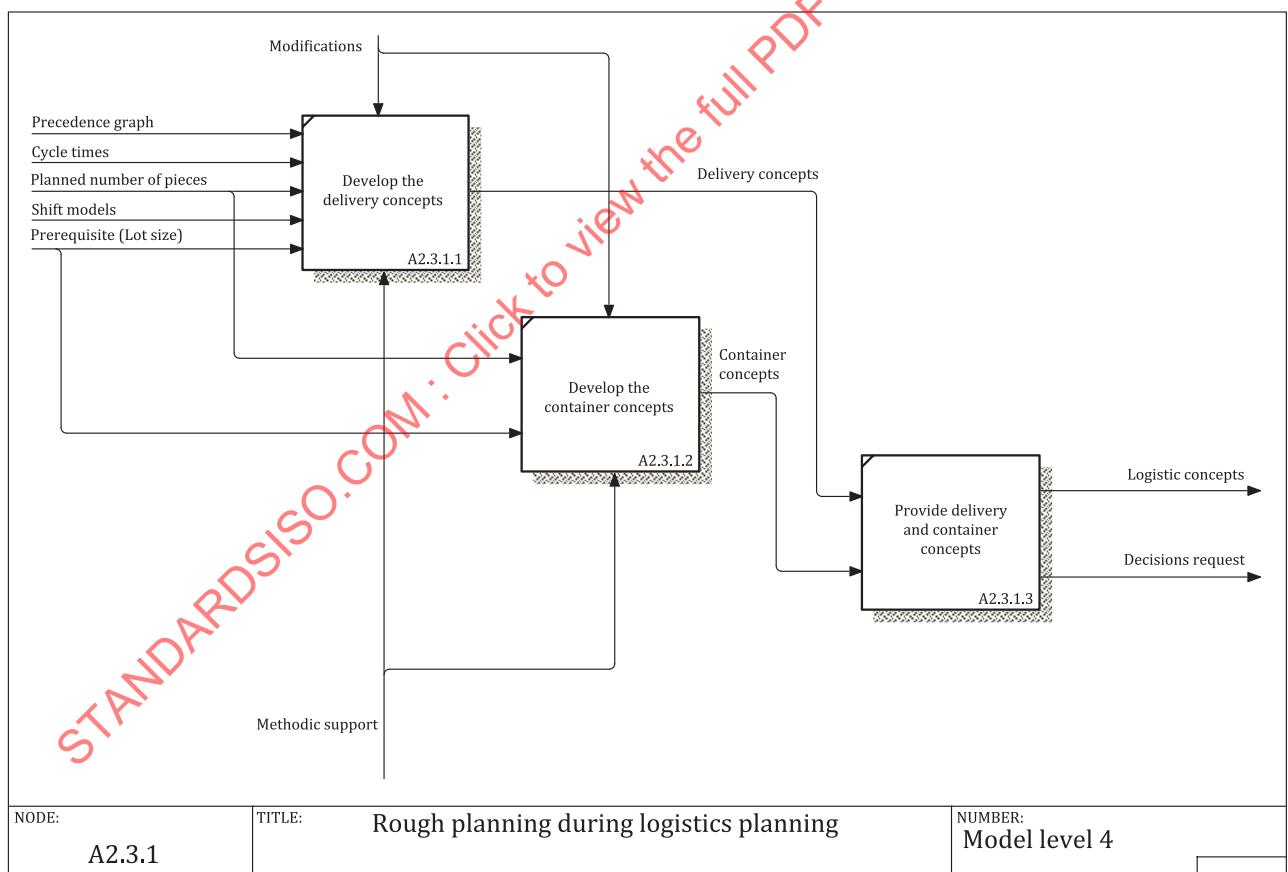 Modifications
Precedence graph
Cycle times
Planned number of pieces
Shift models
Prerequisite (Lot size)
Develop the
delivery concepts
A2.3.1.1
Delivery concepts
Develop the
container concepts
A2.3.1.2
Container
concepts
Provide delivery
and container
concepts
A2.3.1.3
Logistic concepts
Decisions request
Methodic support
STANDARDSISO.COM : Click to view the full PDF
NODE:
A2.3.1
TITLE:
Rough planning during logistics planning
NUMBER:
Model level 4